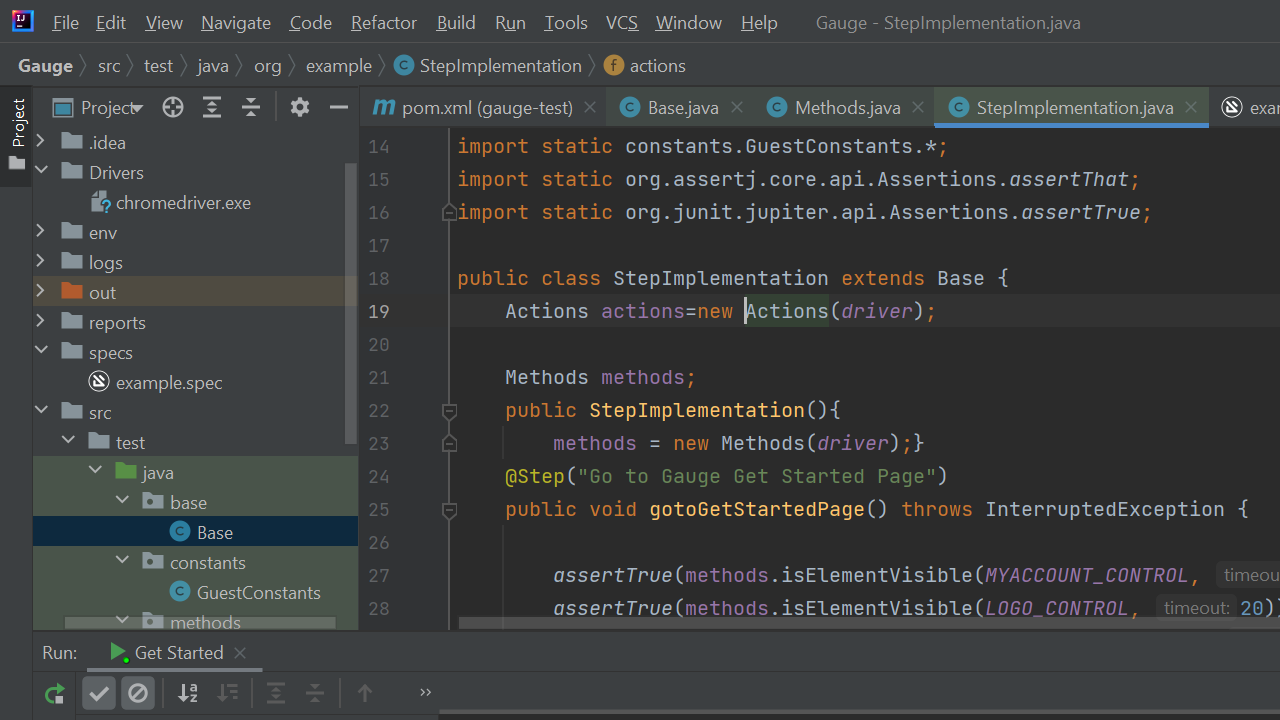 File Edit View Navigate Code Refactor Build Run Tools VCS Window Help Gauge - StepImplementation.java
Gauge src test java org example C StepImplementation f actions
Project
Project
m pom.xml (gauge-test) C Base.java C Methods.java C StepImplementation.java exa
.idea
Drivers
chromedriver.exe
env
logs
out
reports
specs
example.spec
src
test
java
base
C Base
constants
C GuestConstants
methods
14 import static constants.GuestConstants.*;
15 import static org.assertj.core.api.Assertions.assertThat;
16 import static org.junit.jupiter.api.Assertions.assertTrue;
17
18 public class StepImplementation extends Base {
19 Actions actions=new Actions(driver);
20
21 Methods methods;
22 public StepImplementation(){
23 methods = new Methods(driver);}
24 @Step("Go to Gauge Get Started Page")
25 public void gotoGetStartedPage() throws InterruptedException {
26
27 assertTrue(methods.isElementVisible(MYACCOUNT_CONTROL, timeou
28 assertTrue(methods.isElementVisible(LOGO_CONTROL, timeout: 20))
Run: Get Started